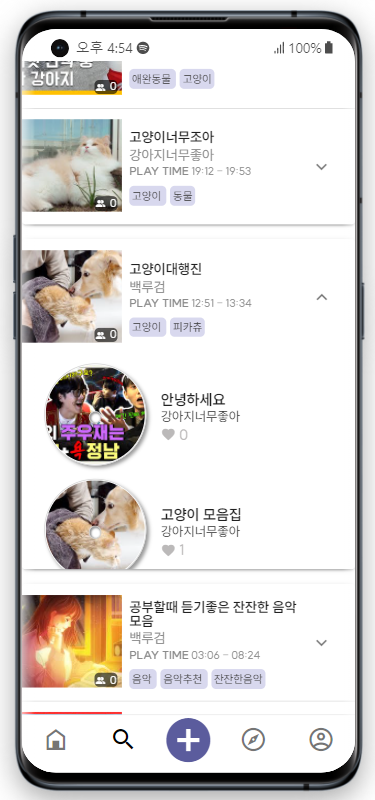 오후 4:54
100%
강아지
0
애완동물 고양이
고양이너무조아
강아지너무좋아
PLAY TIME 19:12 - 19:53
0
고양이 동물
고양이대행진
백루검
PLAY TIME 12:51 - 13:34
0
고양이 피카츄
주우재는
욕정남
안녕하세요
강아지너무좋아
0
고양이 모음집
강아지너무좋아
1
공부할때 듣기좋은 잔잔한 음악
모음
백루검
PLAY TIME 03:06 - 08:24
0
음악 음악추천 잔잔한음악